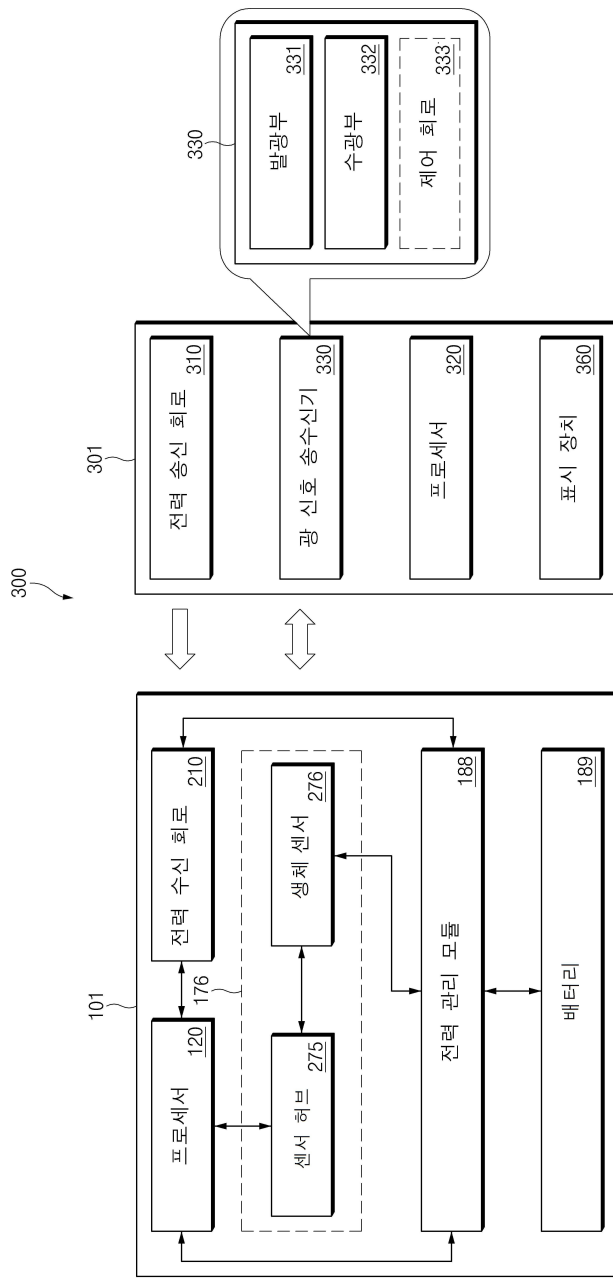 300
101
프로세서
120
전력 수신 회로
210
176
센서 허브
275
생체 센서
276
전력 관리 모듈
188
배터리
189
301
전력 송신 회로
310
광 신호 송수신기
330
프로세서
320
표시 장치
360
330
발광부
331
수광부
332
제어 회로
333